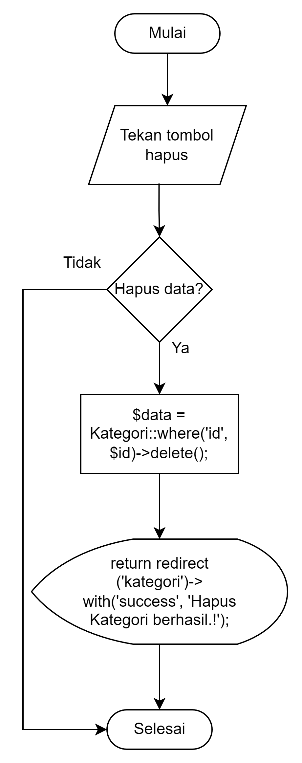 Mulai
Tekan tombol
hapus
Tidak
Hapus data?
Ya
$data =
Kategori::where('id',
$id)->delete();
return redirect
('kategori')->
with('success', 'Hapus
Kategori berhasil.!');
Selesai